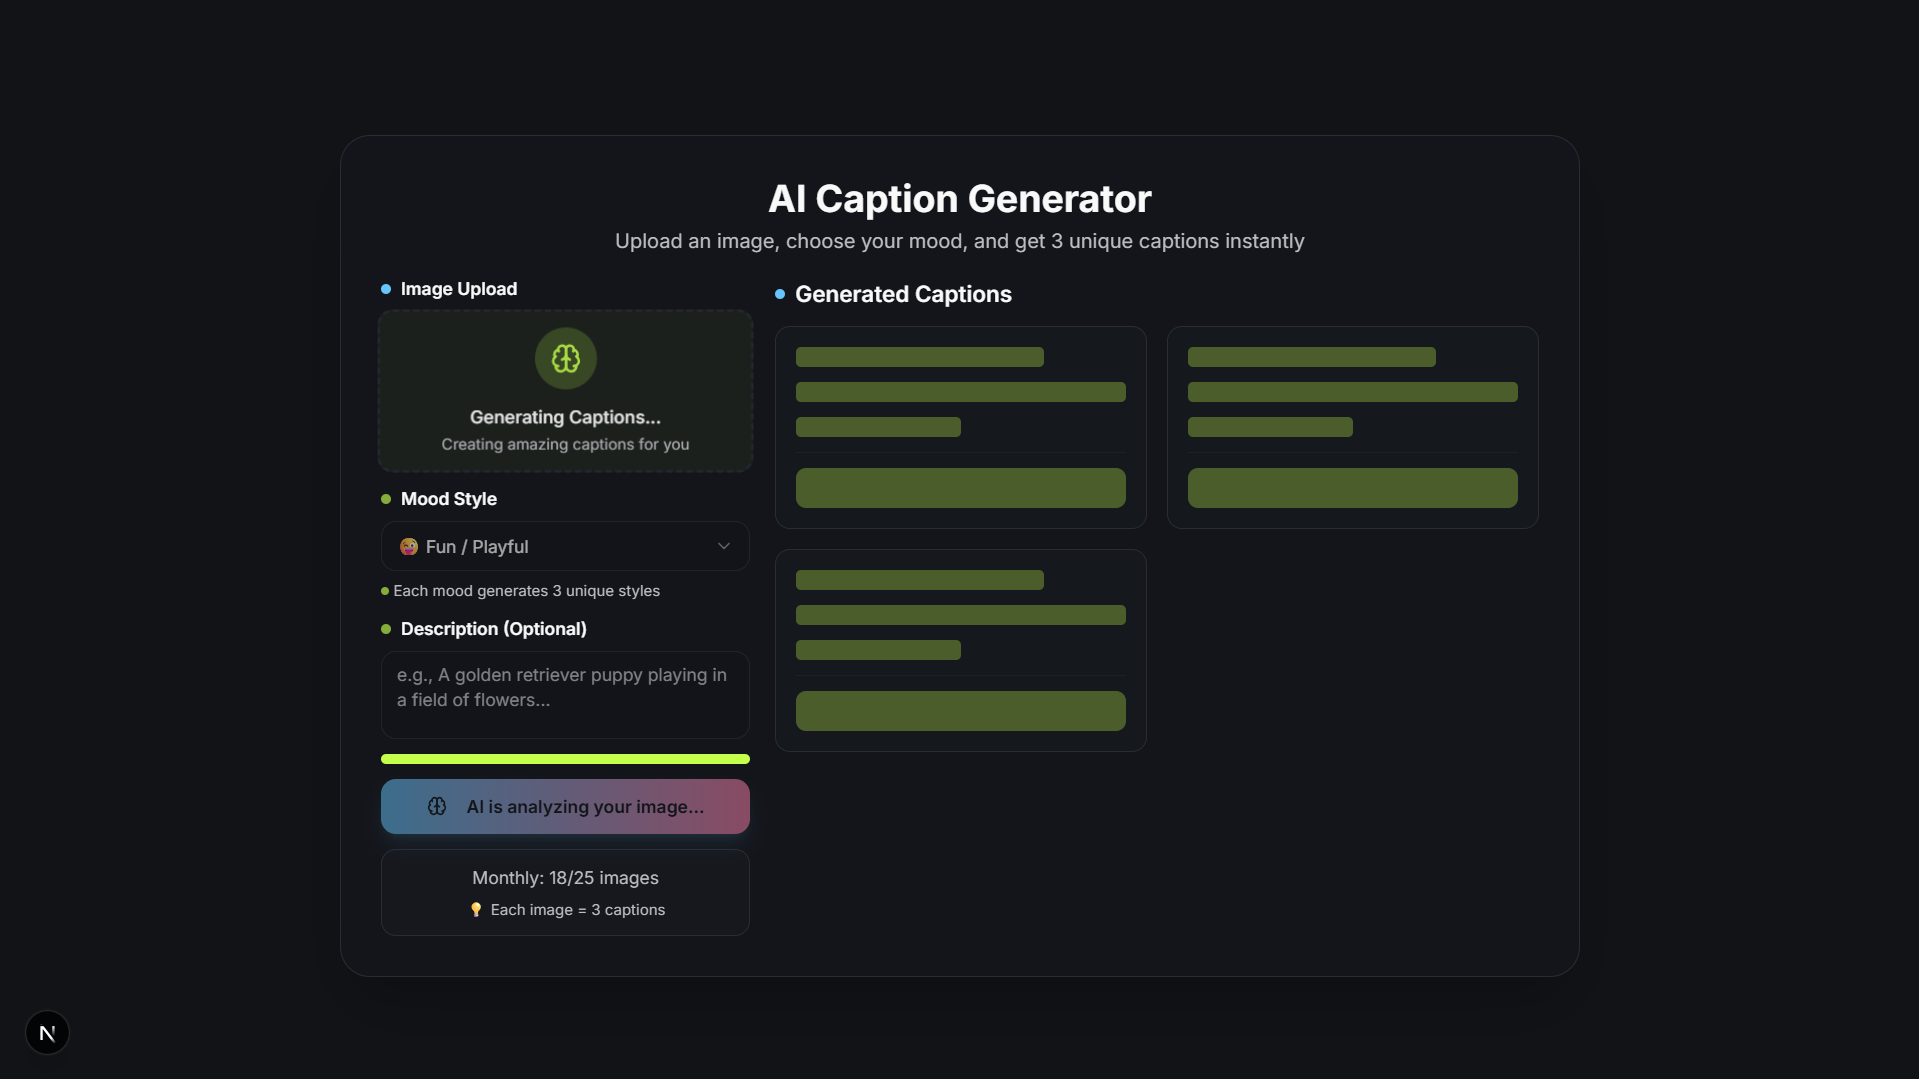 AI Caption Generator
Upload an image, choose your mood, and get 3 unique captions instantly
Image Upload
Generating Captions...
Creating amazing captions for you
Mood Style
Fun / Playful
Each mood generates 3 unique styles
Description (Optional)
e.g., A golden retriever puppy playing in
a field of flowers...
AI is analyzing your image...
Monthly: 18/25 images
Each image = 3 captions
Generated Captions
N